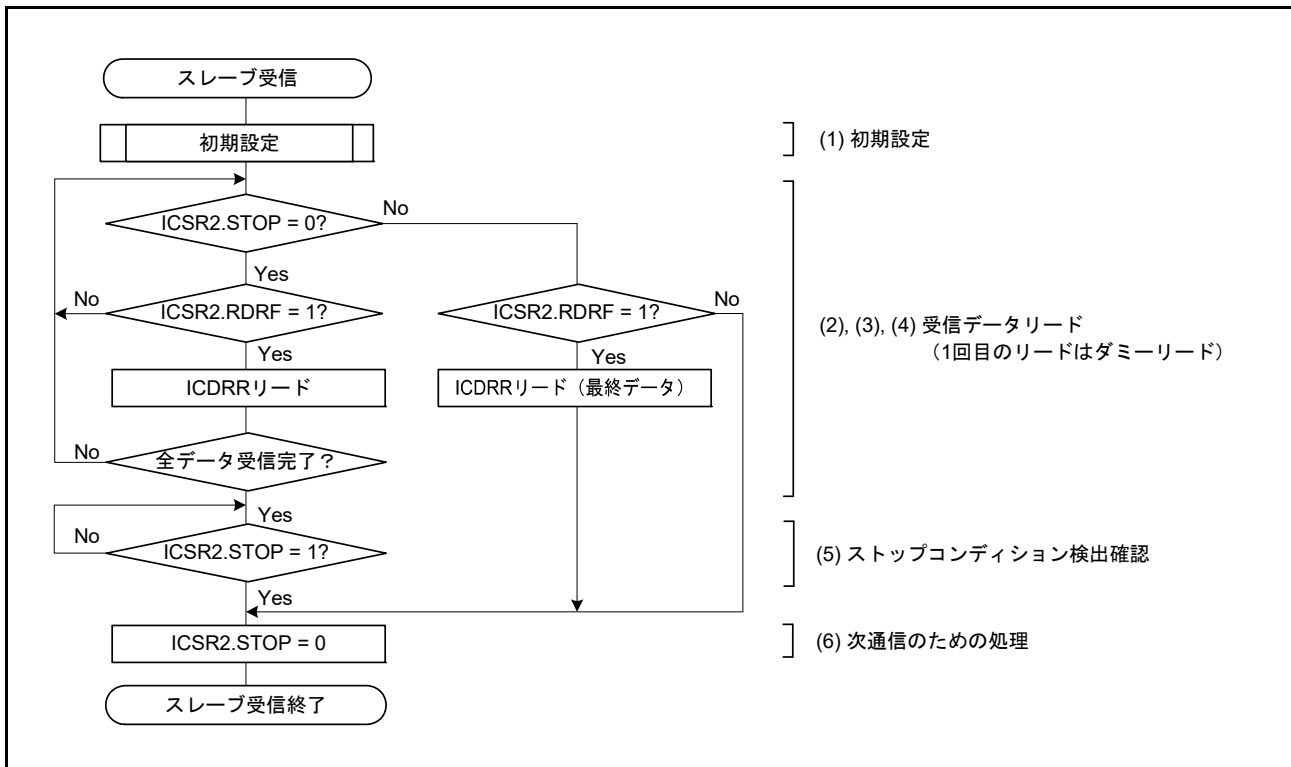 スレーブ受信
初期設定
(1) 初期設定
ICSR2.STOP = 0?
No
Yes
No
ICSR2.RDRF = 1?
ICSR2.RDRF = 1?
No
(2), (3), (4) 受信データリード
（1回目のリードはダミーリード）
Yes
Yes
ICDRRリード
ICDRRリード（最終データ）
No
全データ受信完了？
Yes
No
ICSR2.STOP = 1?
(5) ストップコンディション検出確認
Yes
ICSR2.STOP = 0
(6) 次通信のための処理
スレーブ受信終了